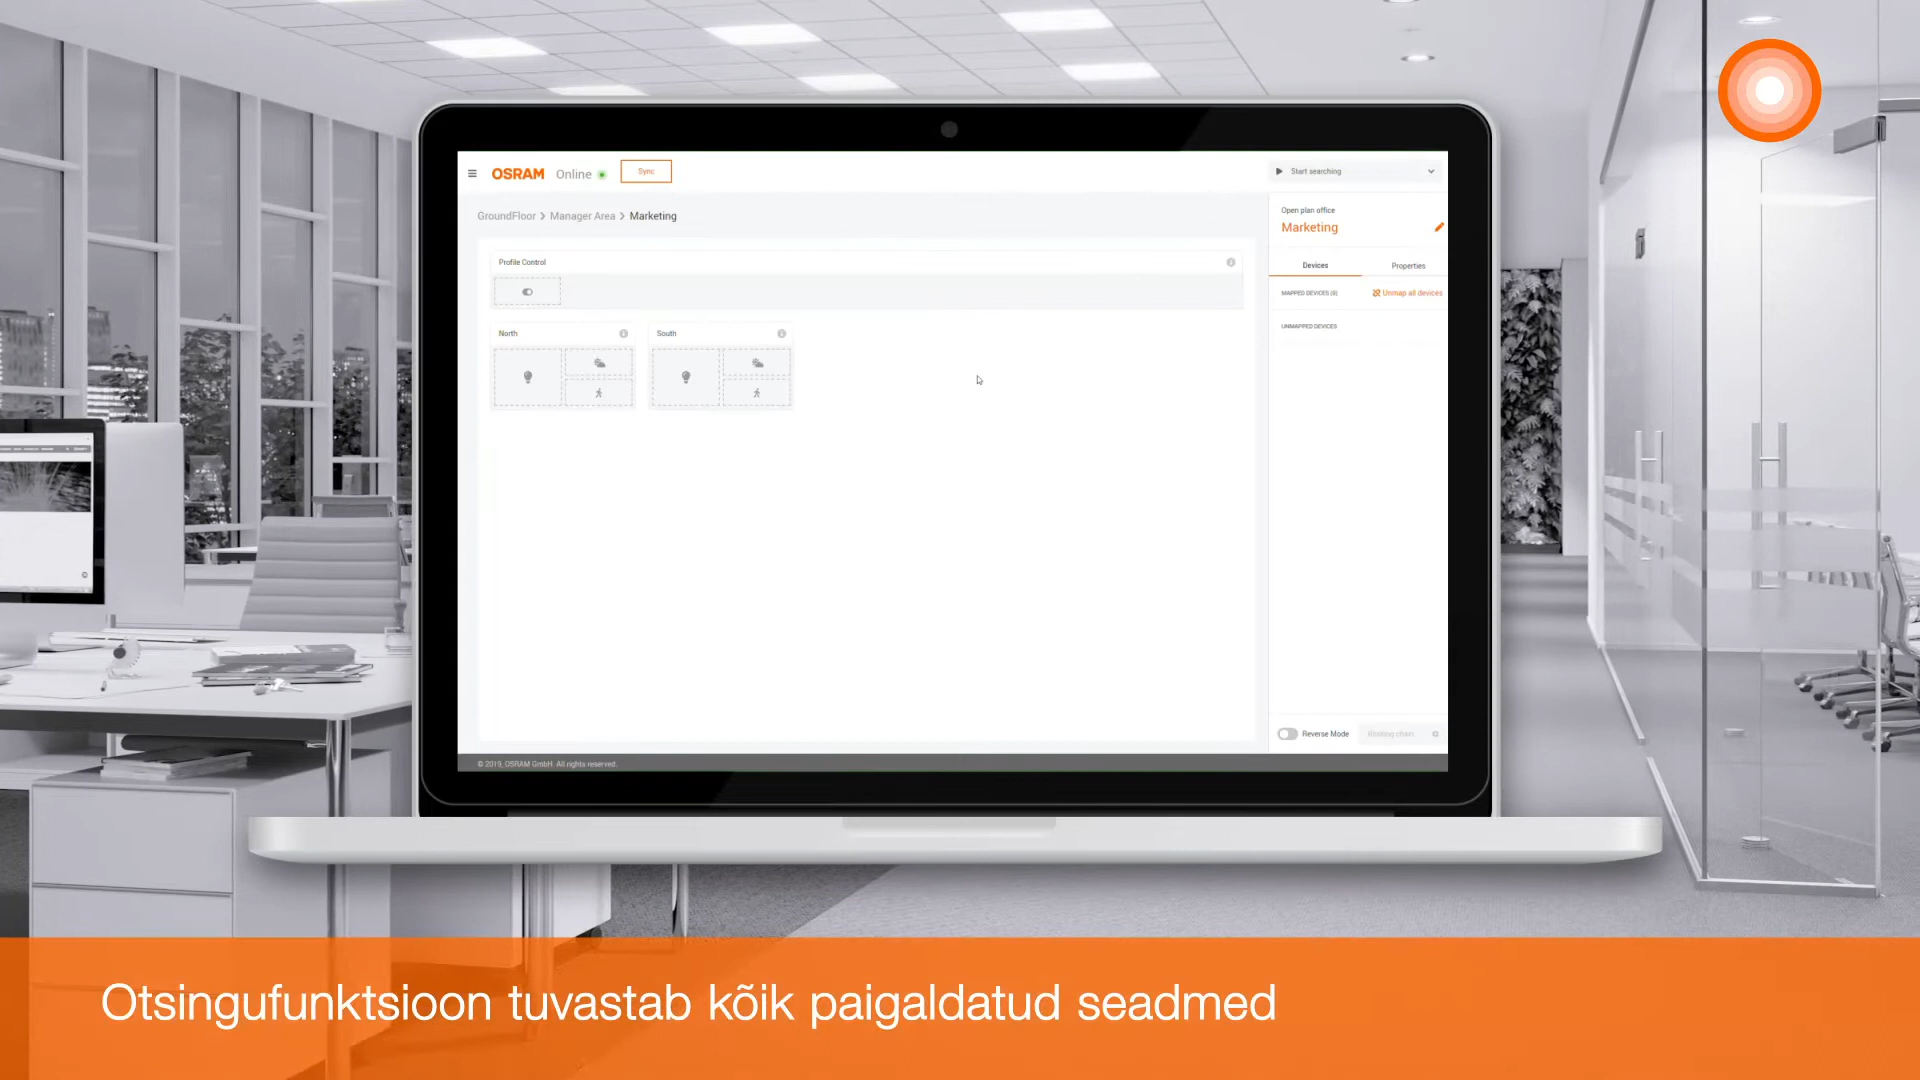 OSRAM Online Sync
Start searching
GroundFloor > Manager Area > Marketing
Open plan office
Marketing
Devices Properties
MAPPED DEVICES (0) Unmap all devices
UNMAPPED DEVICES
Profile Control
North South
Reverse Mode
© 2019, OSRAM GmbH. All rights reserved.
Otsingufunktsioon tuvastab kõik paigaldatud seadmed